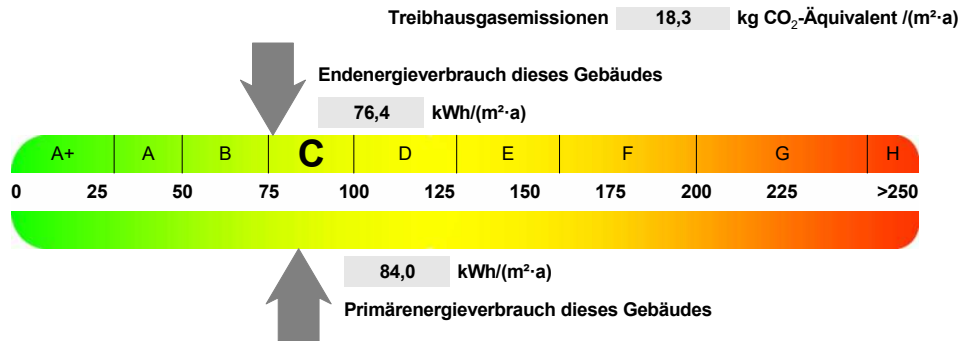 Treibhausgasemissionen 18,3 kg CO₂-Äquivalent /(m²·a)
Endenergieverbrauch dieses Gebäudes
76,4 kWh/(m²·a)
A+ A B C D E F G H
0 25 50 75 100 125 150 175 200 225 >250
84,0 kWh/(m²·a)
Primärenergieverbrauch dieses Gebäudes